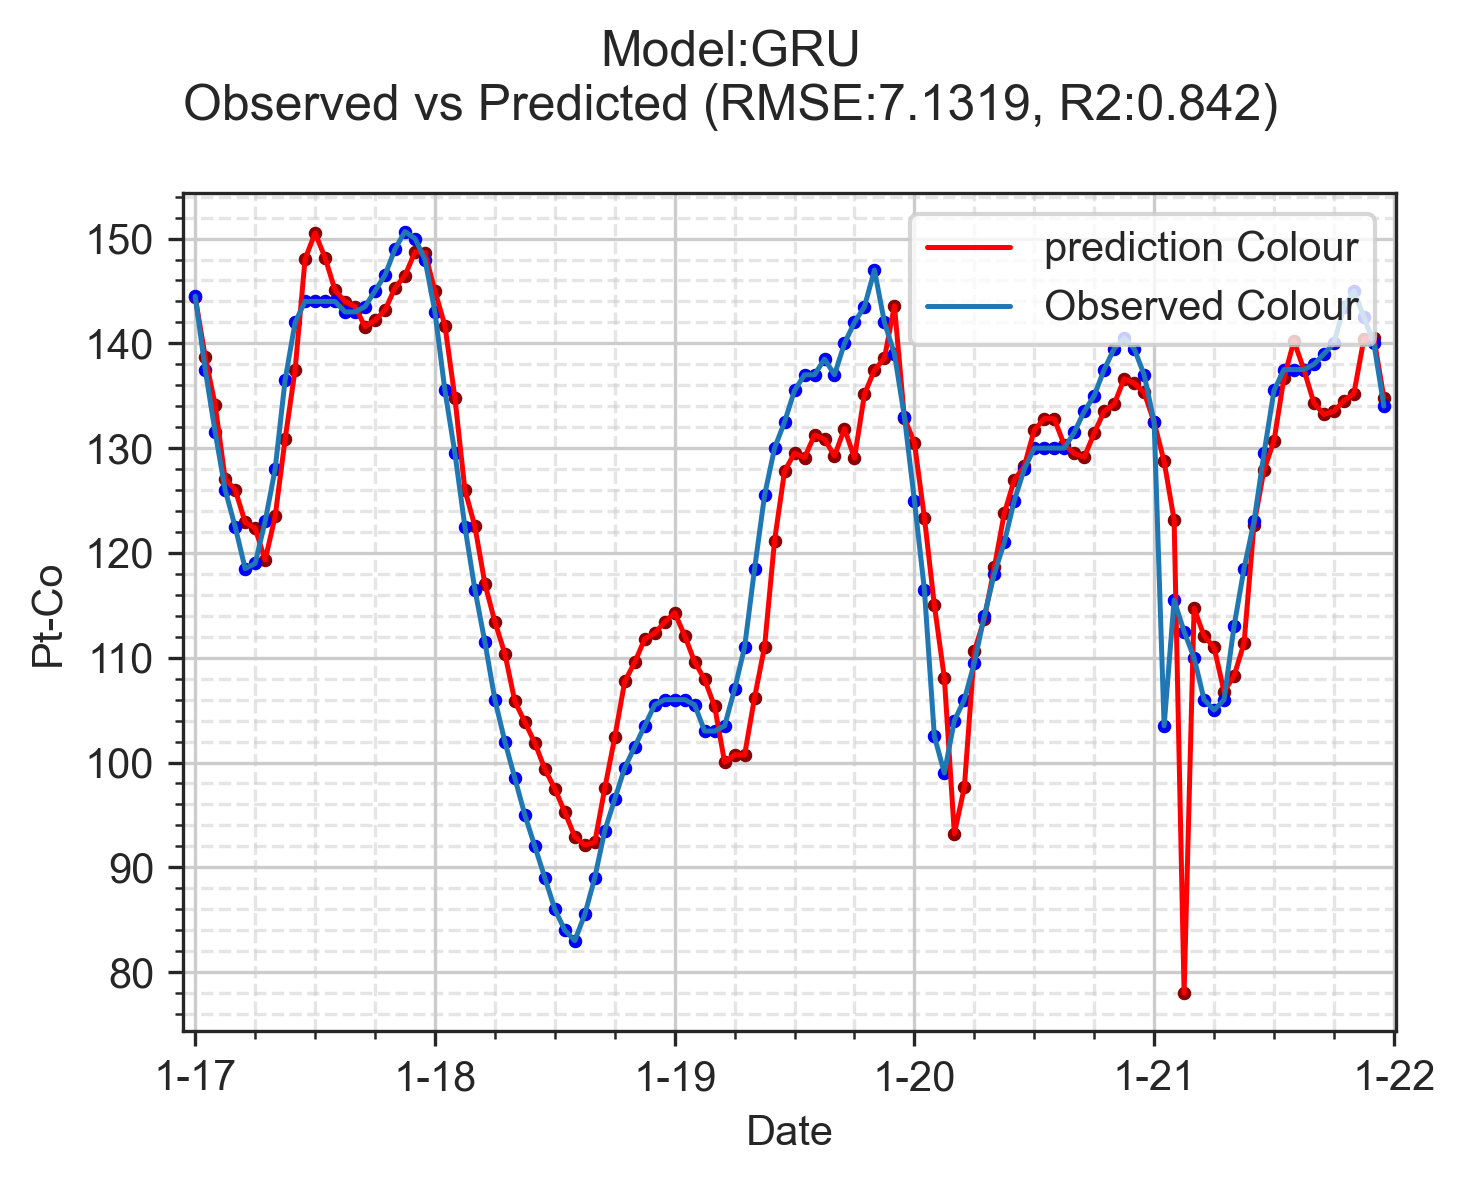 Model:GRU
Observed vs Predicted (RMSE:7.1319, R2:0.842)
prediction Colour
Observed Colour
150
140
130
120
110
100
90
80
Pt-Co
1-17 1-18 1-19 1-20 1-21 1-22
Date